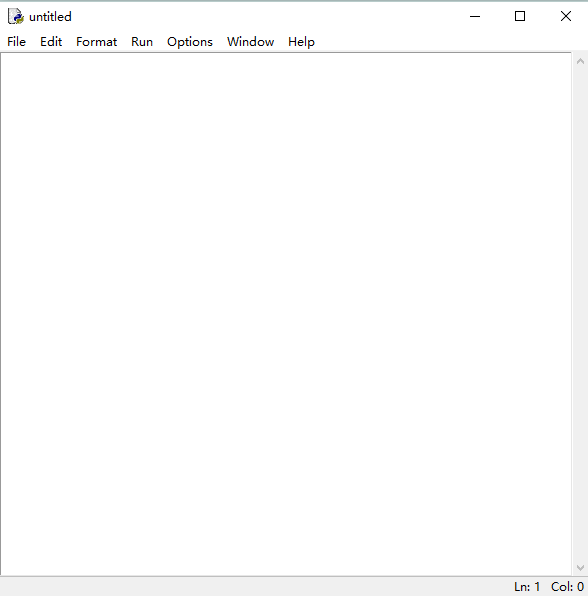 untitled
File Edit Format Run Options Window Help
Ln: 1 Col: 0